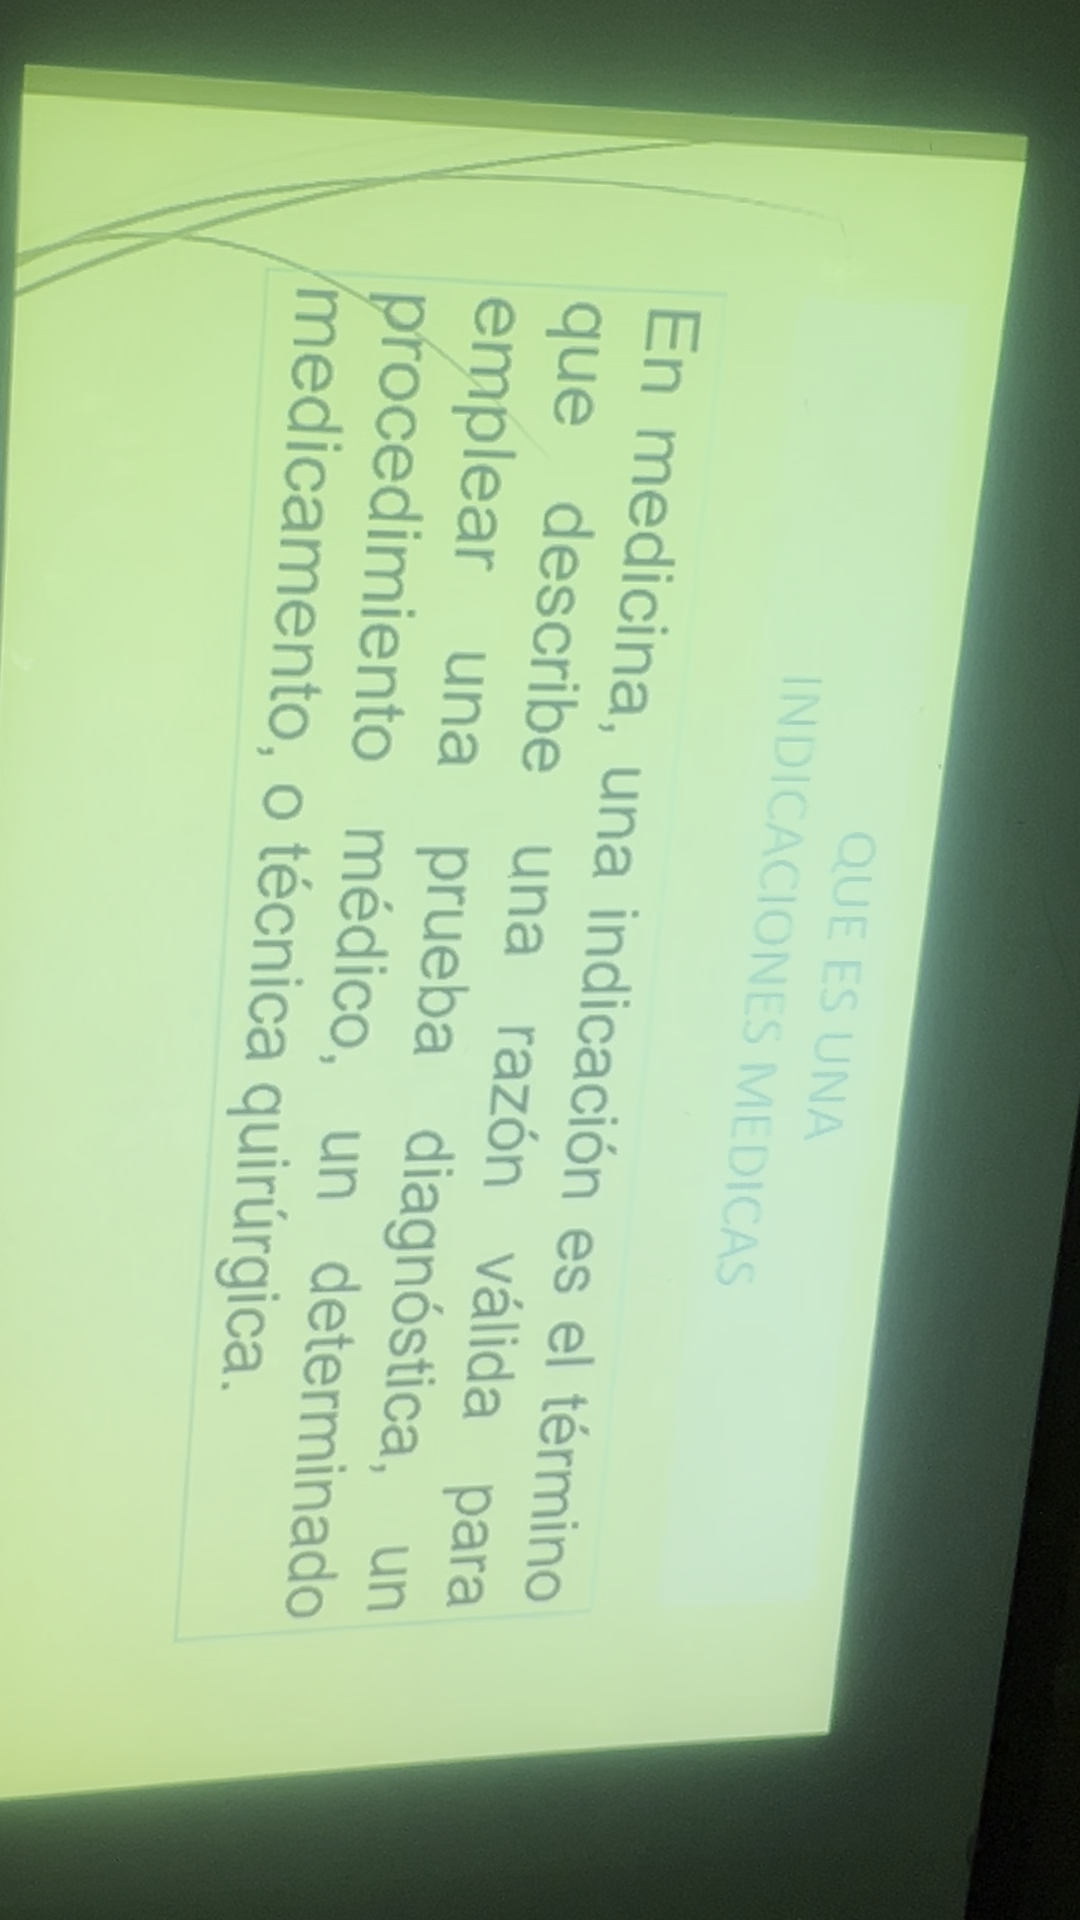 QUE ES UNA
INDICACIONES MEDICAS
En medicina, una indicación es el término
que describe una razón válida para
emplear una prueba diagnóstica, un
procedimiento médico, un determinado
medicamento, o técnica quirúrgica.